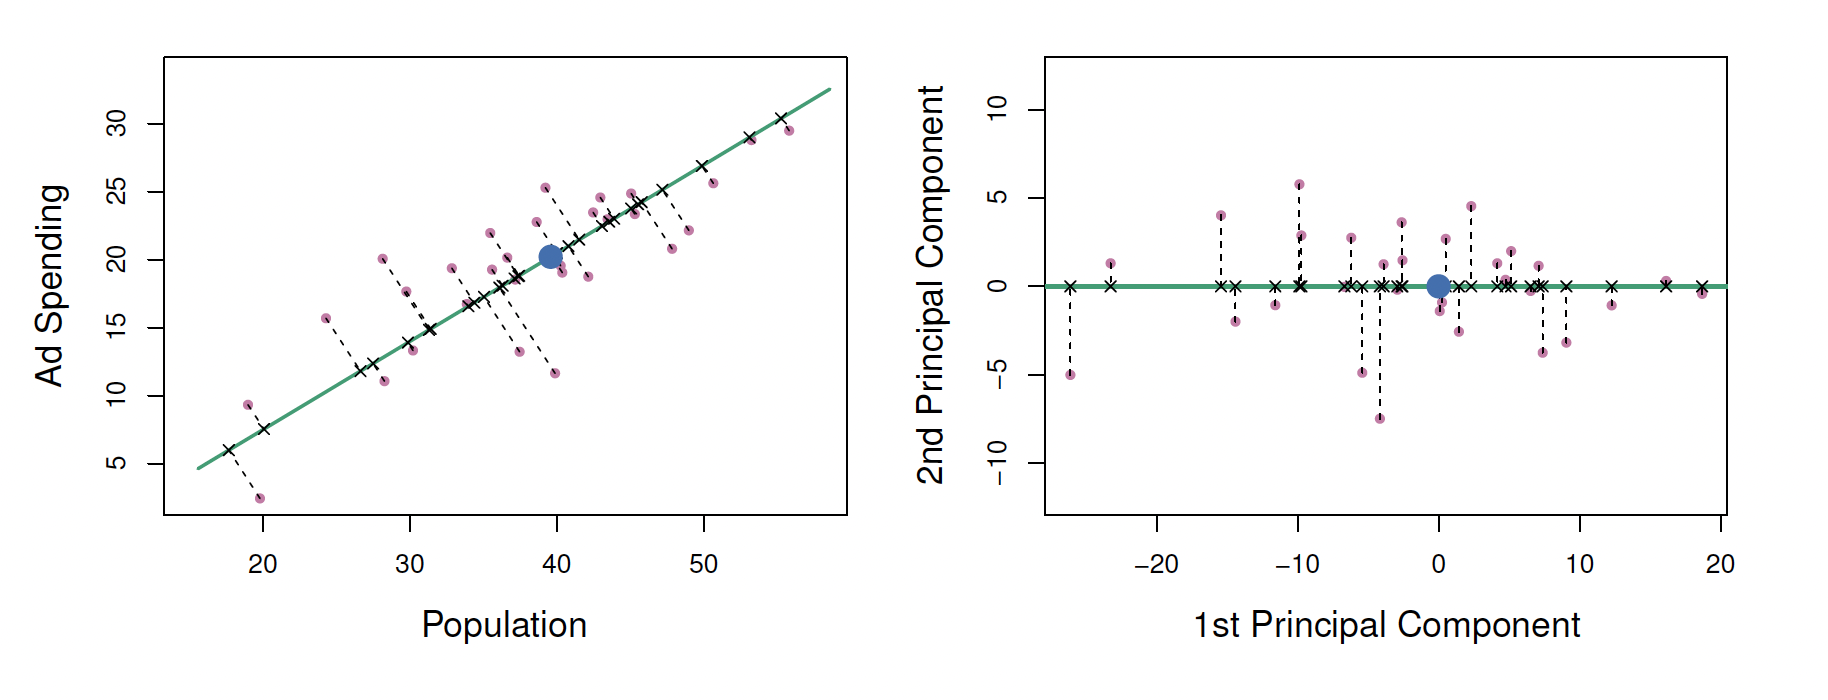 Ad Spending
30
25
20
15
10
5
20 30 40 50
Population
2nd Principal Component
10
5
0
−5
−10
−20 −10 0 10 20
1st Principal Component